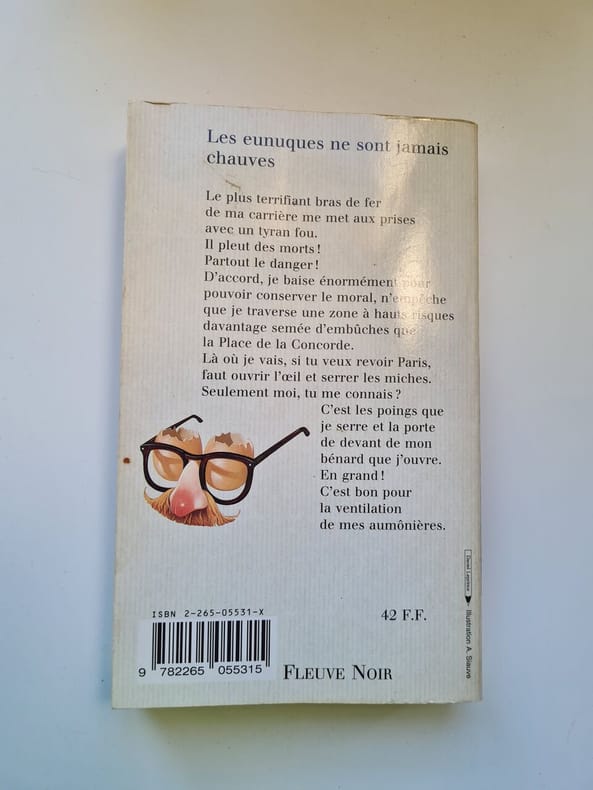 Les eunuques ne sont jamais
chauves
Le plus terrifiant bras de fer
de ma carrière me met aux prises
avec un tyran fou.
Il pleut des morts !
Partout le danger !
D'accord, je baise énormément pour
pouvoir conserver le moral, n'empêche
que je traverse une zone à hauts risques
davantage semée d'embûches que
la Place de la Concorde.
Là où je vais, si tu veux revoir Paris,
faut ouvrir l'œil et serrer les miches.
Seulement moi, tu me connais ?
C'est les poings que
je serre et la porte
de devant de mon
bénard que j'ouvre.
En grand !
C'est bon pour
la ventilation
de mes aumônières.
Illustration A. Siauve
ISBN 2-265-05531-X
42 F.F.
9 782265 055315
FLEUVE NOIR